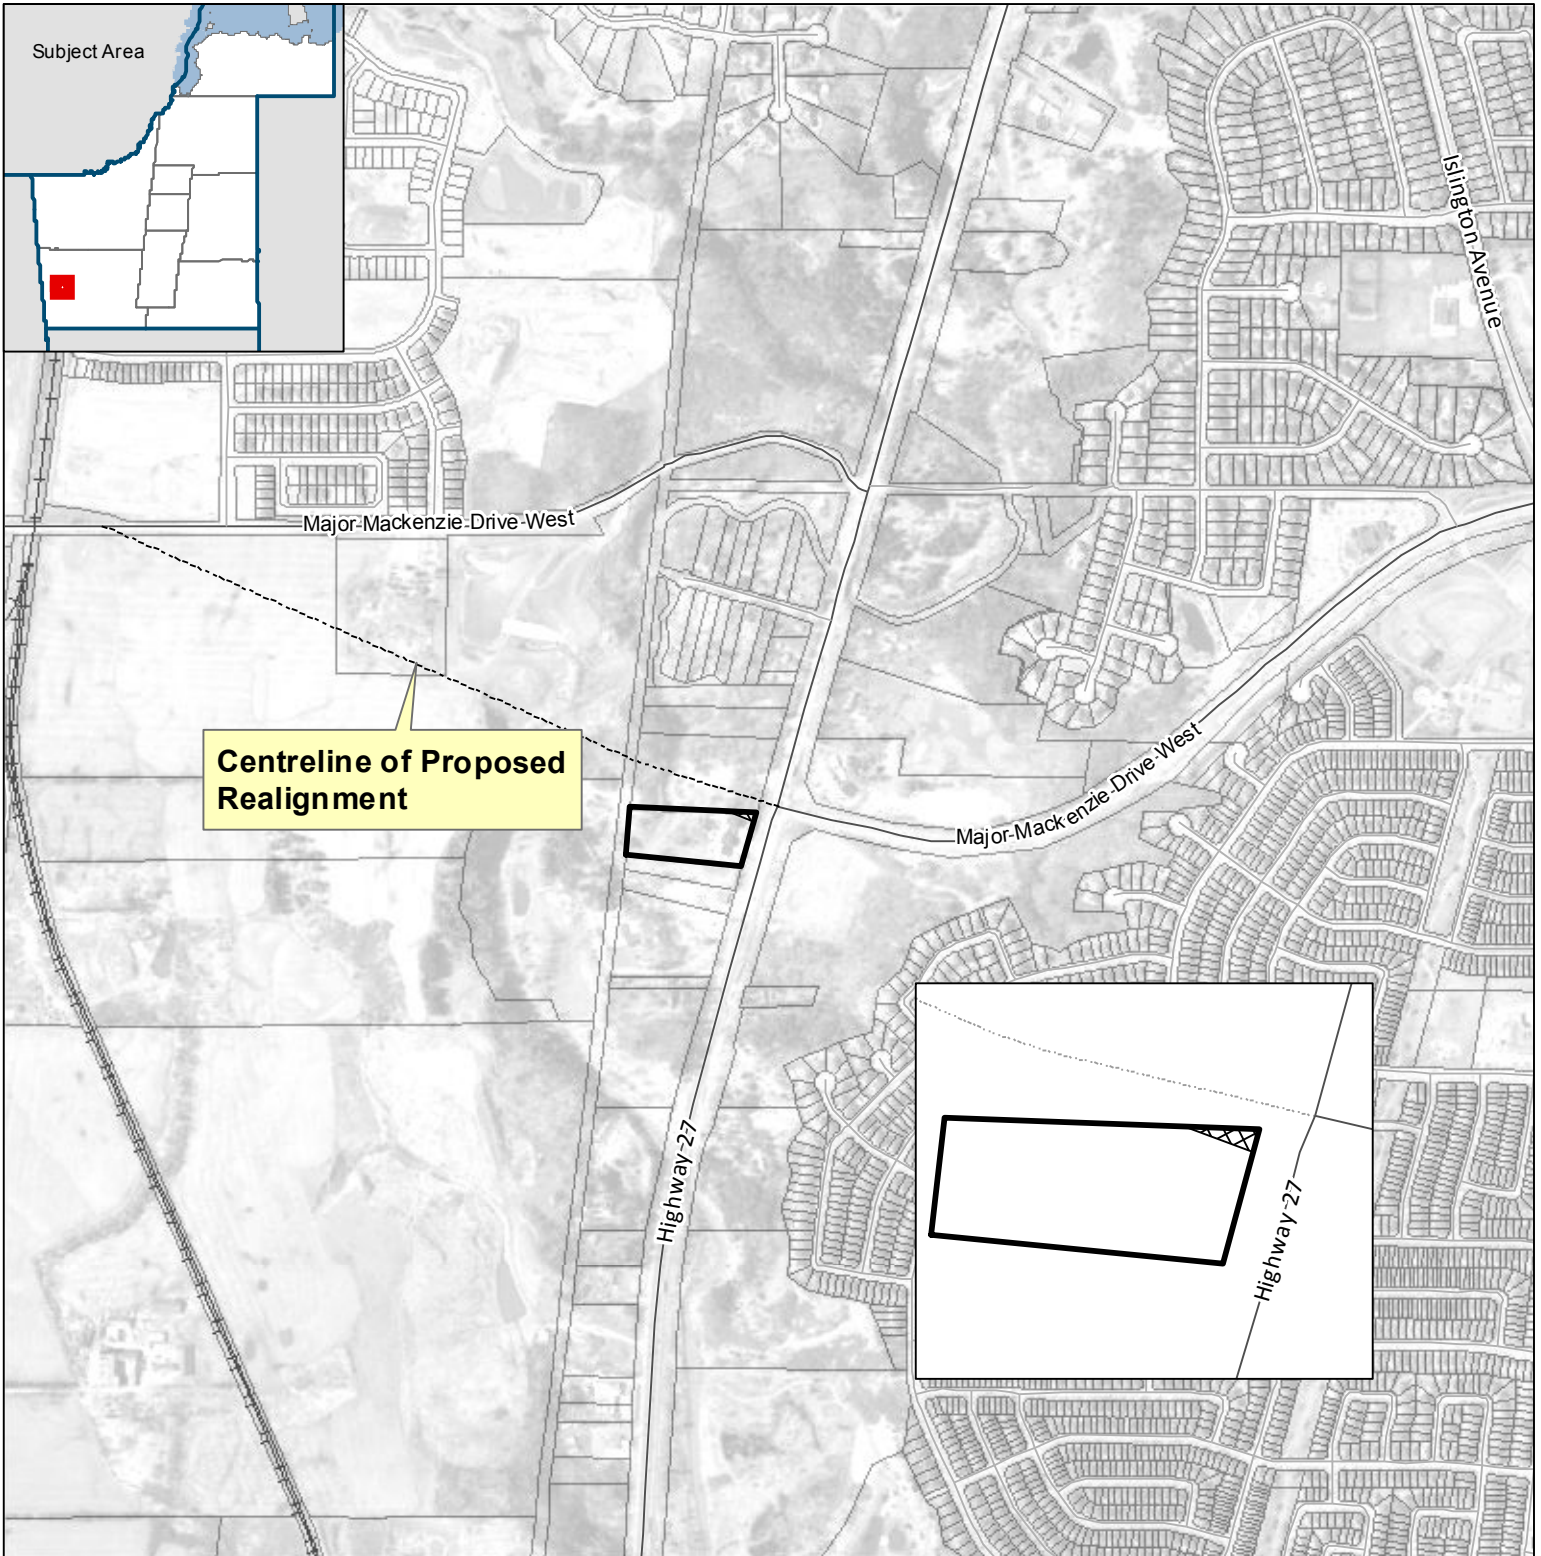 Subject Area
Islington Avenue
Major Mackenzie Drive West
Centreline of Proposed
Realignment
Major Mackenzie Drive West
Highway 27
Highway 27